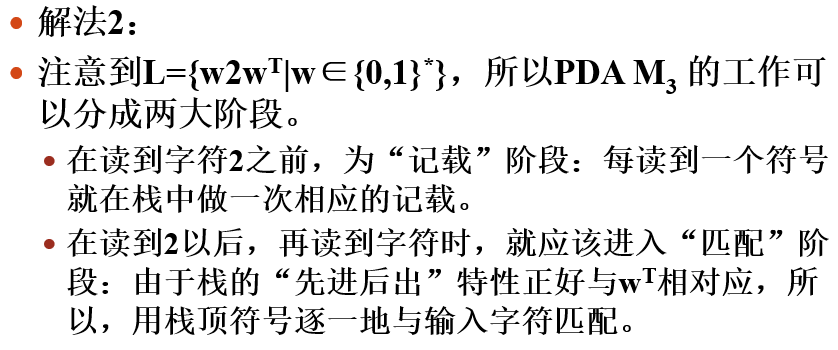 • 解法2：
• 注意到L={w2wᵀ|w∈{0,1}*}，所以PDA M₃ 的工作可
以分成两大阶段。
• 在读到字符2之前，为“记载”阶段：每读到一个符号
就在栈中做一次相应的记载。
• 在读到2以后，再读到字符时，就应该进入“匹配”阶
段：由于栈的“先进后出”特性正好与wᵀ相对应，所
以，用栈顶符号逐一地与输入字符匹配。